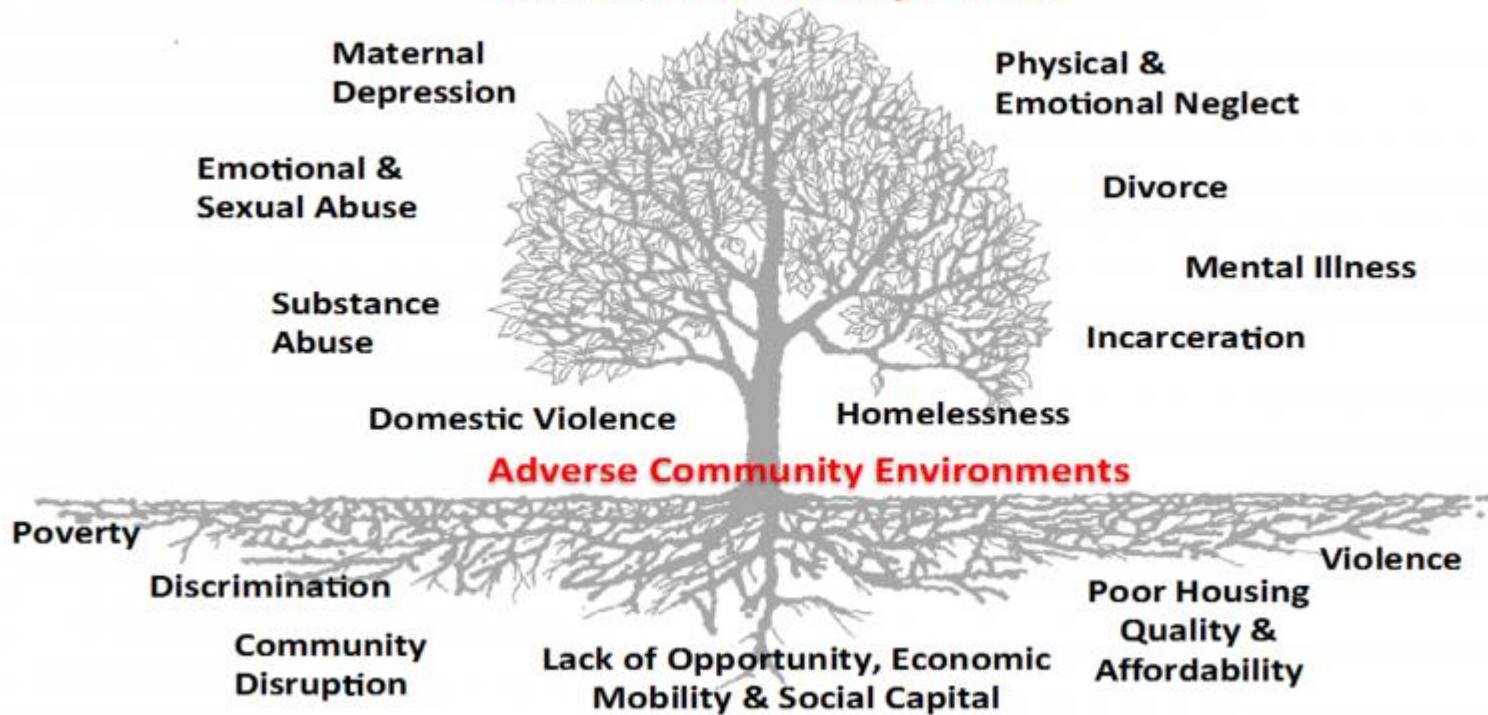 Maternal
Depression
Physical &
Emotional Neglect
Emotional &
Sexual Abuse
Divorce
Mental Illness
Substance
Abuse
Incarceration
Domestic Violence
Homelessness
Adverse Community Environments
Poverty
Violence
Discrimination
Poor Housing
Quality &
Affordability
Community
Disruption
Lack of Opportunity, Economic
Mobility & Social Capital